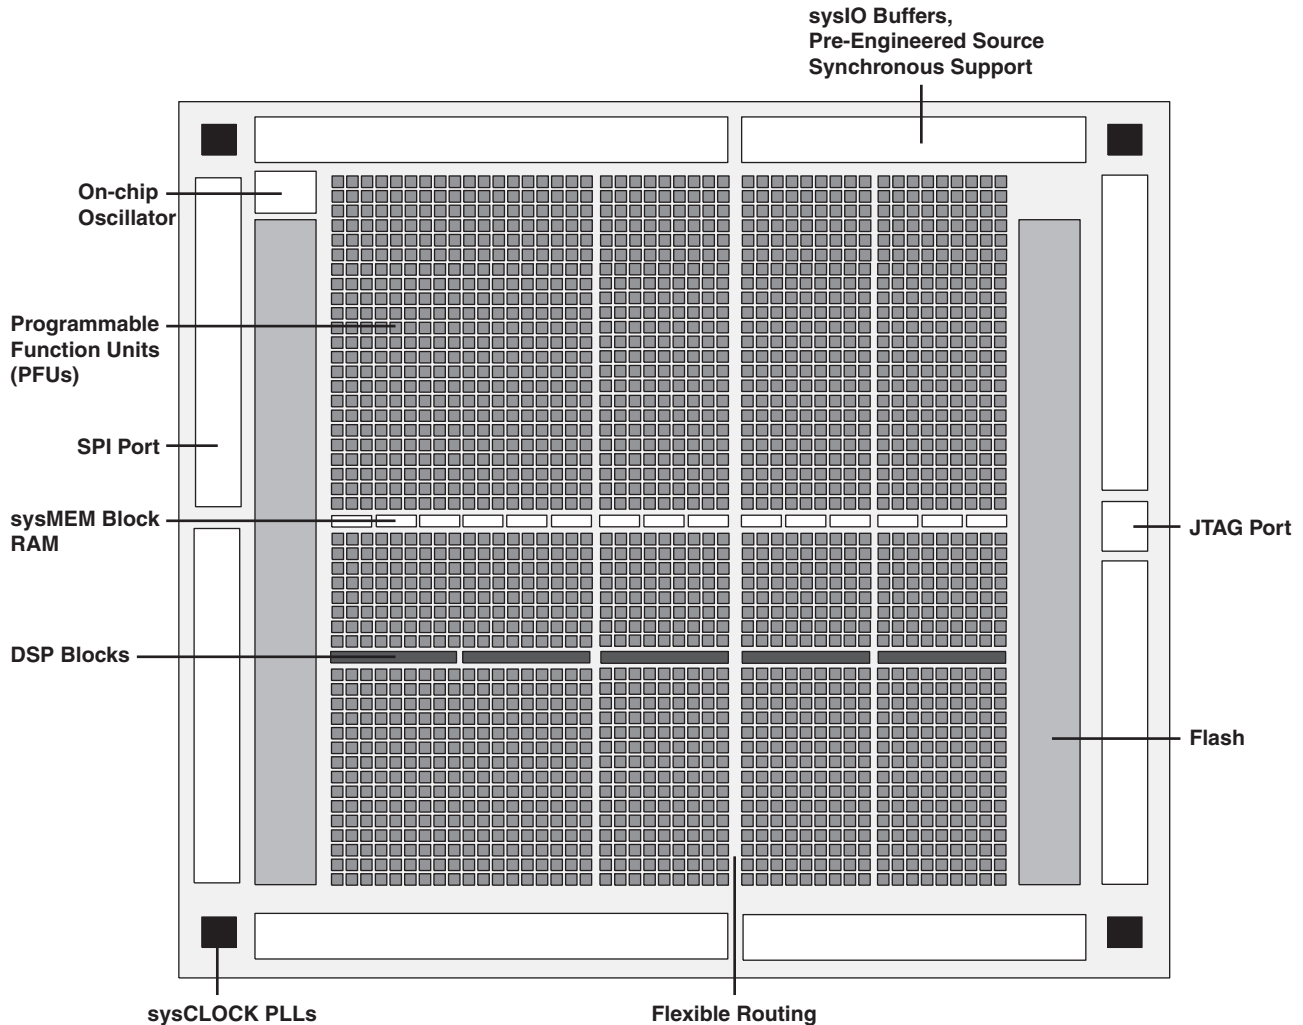 sysIO Buffers,
Pre-Engineered Source
Synchronous Support
On-chip
Oscillator
Programmable
Function Units
(PFUs)
SPI Port
sysMEM Block
RAM
JTAG Port
DSP Blocks
Flash
sysCLOCK PLLs
Flexible Routing